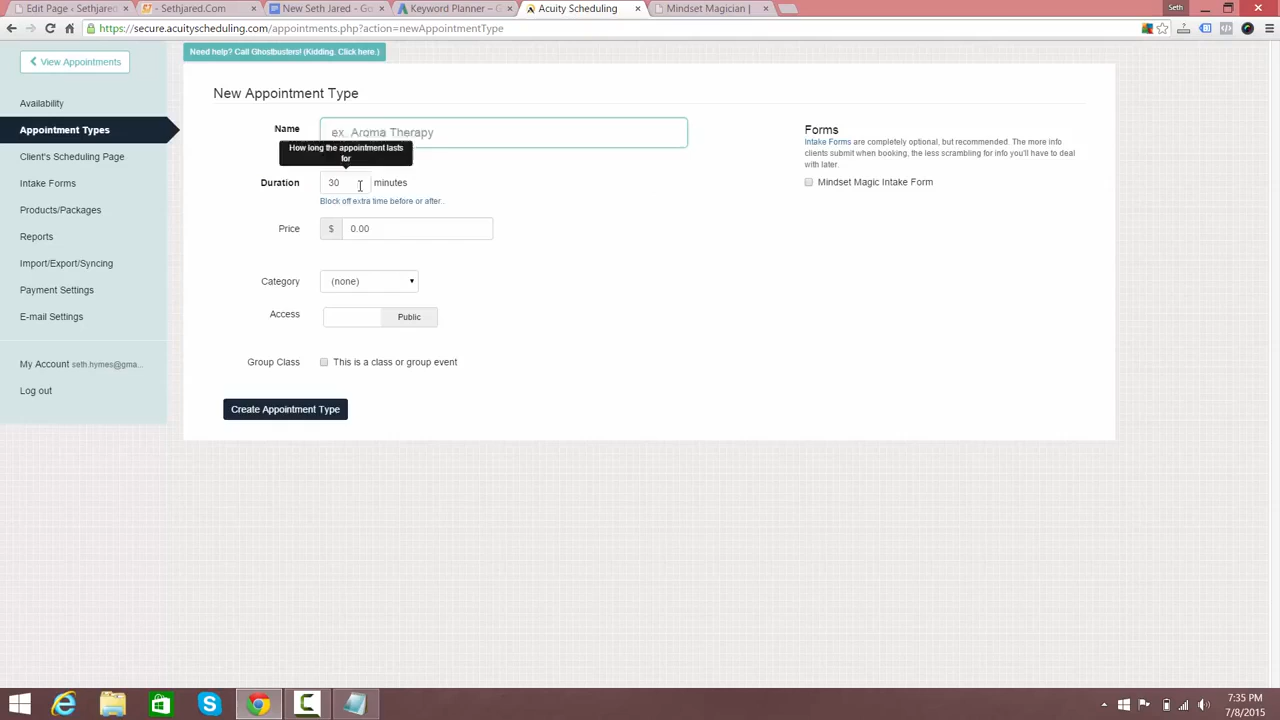 Edit Page ‹ Sethjared
- Sethjared.Com
New Seth Jared - Go
Keyword Planner – G
Acuity Scheduling
Mindset Magician |
Seth
https://secure.acuityscheduling.com/appointments.php?action=newAppointmentType
View Appointments
Need help? Call Ghostbusters! (Kidding. Click here.)
New Appointment Type
Availability
Appointment Types
Client's Scheduling Page
Intake Forms
Products/Packages
Reports
Import/Export/Syncing
Payment Settings
E-mail Settings
My Account seth.hymes@gma...
Log out
Name
ex. Aroma Therapy
How long the appointment lasts
for
Duration
30
minutes
Block off extra time before or after...
Price
$
0.00
Category
(none)
Access
Public
Group Class
This is a class or group event
Create Appointment Type
Forms
Intake Forms are completely optional, but recommended. The more info
clients submit when booking, the less scrambling for info you'll have to deal
with later.
Mindset Magic Intake Form
7:35 PM
7/8/2015